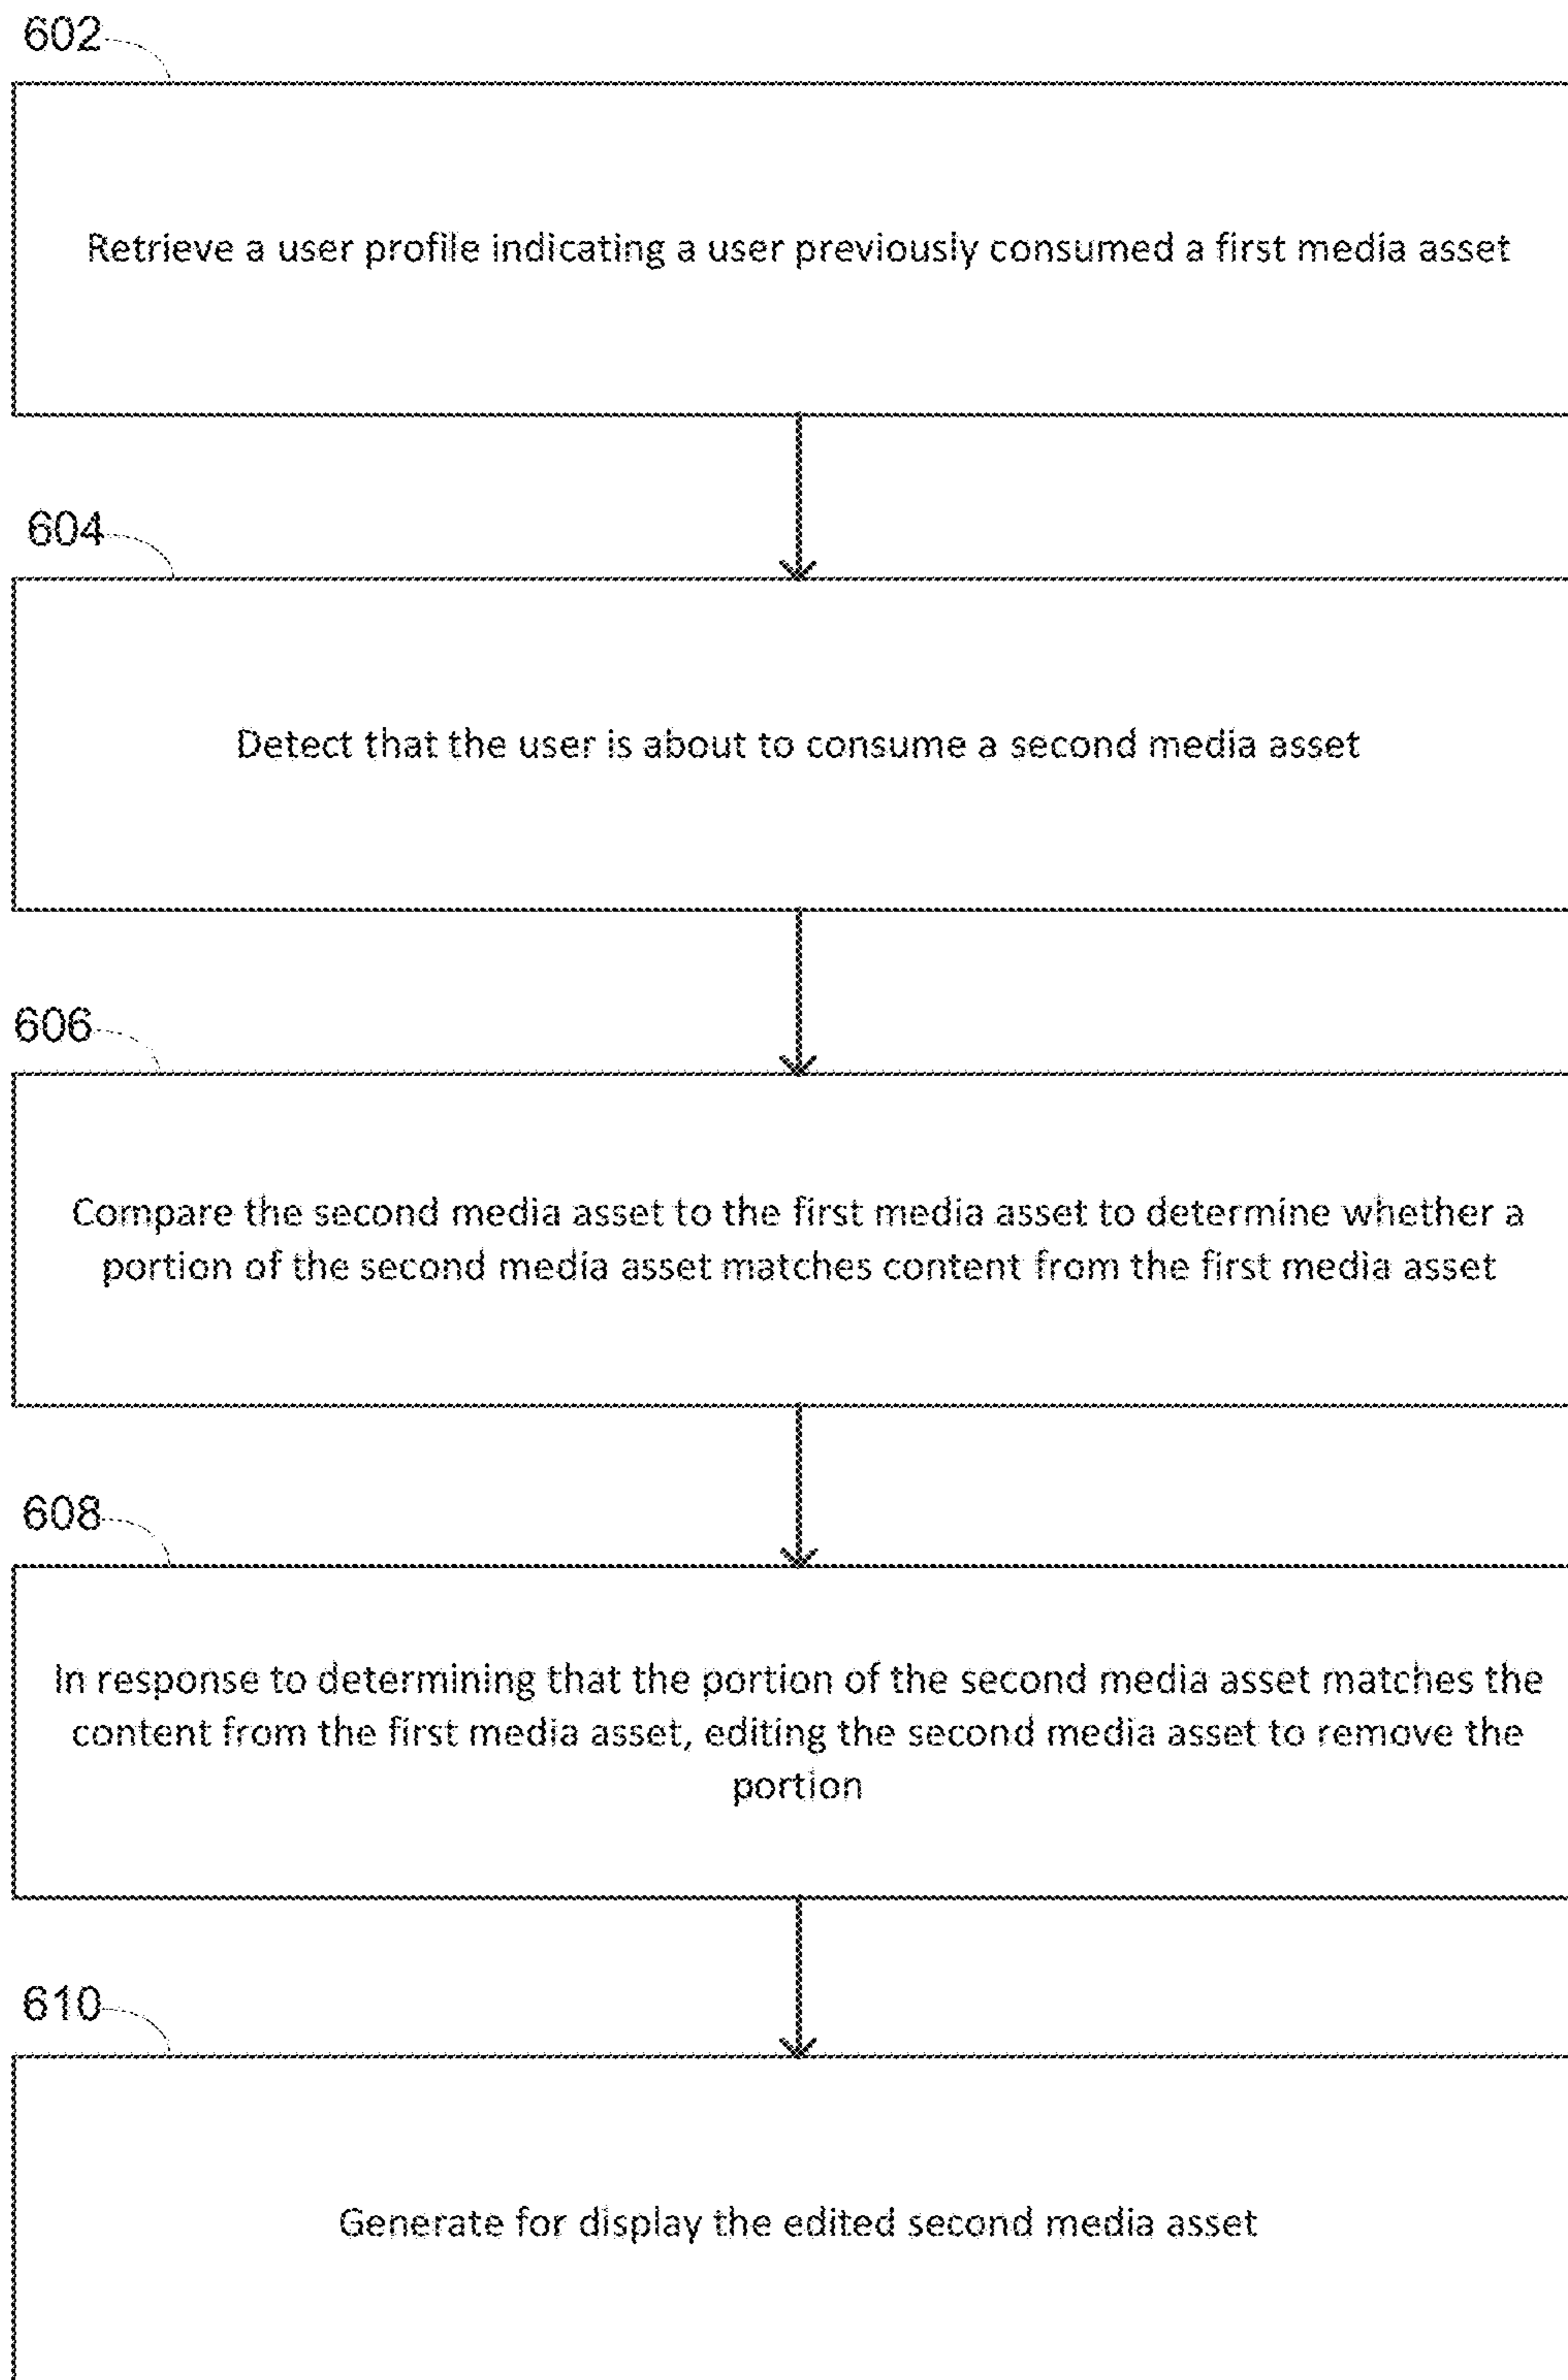 602
Retrieve a user profile indicating a user previously consumed a first media asset
604
Detect that the user is about to consume a second media asset
606
Compare the second media asset to the first media asset to determine whether a
portion of the second media asset matches content from the first media asset
608
In response to determining that the portion of the second media asset matches the
content from the first media asset, editing the second media asset to remove the
portion
610
Generate for display the edited second media asset